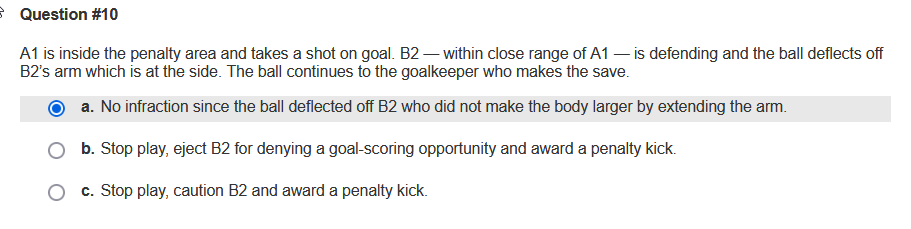 Question #10
A1 is inside the penalty area and takes a shot on goal. B2 — within close range of A1 — is defending and the ball deflects off
B2's arm which is at the side. The ball continues to the goalkeeper who makes the save.
a. No infraction since the ball deflected off B2 who did not make the body larger by extending the arm.
b. Stop play, eject B2 for denying a goal-scoring opportunity and award a penalty kick.
c. Stop play, caution B2 and award a penalty kick.